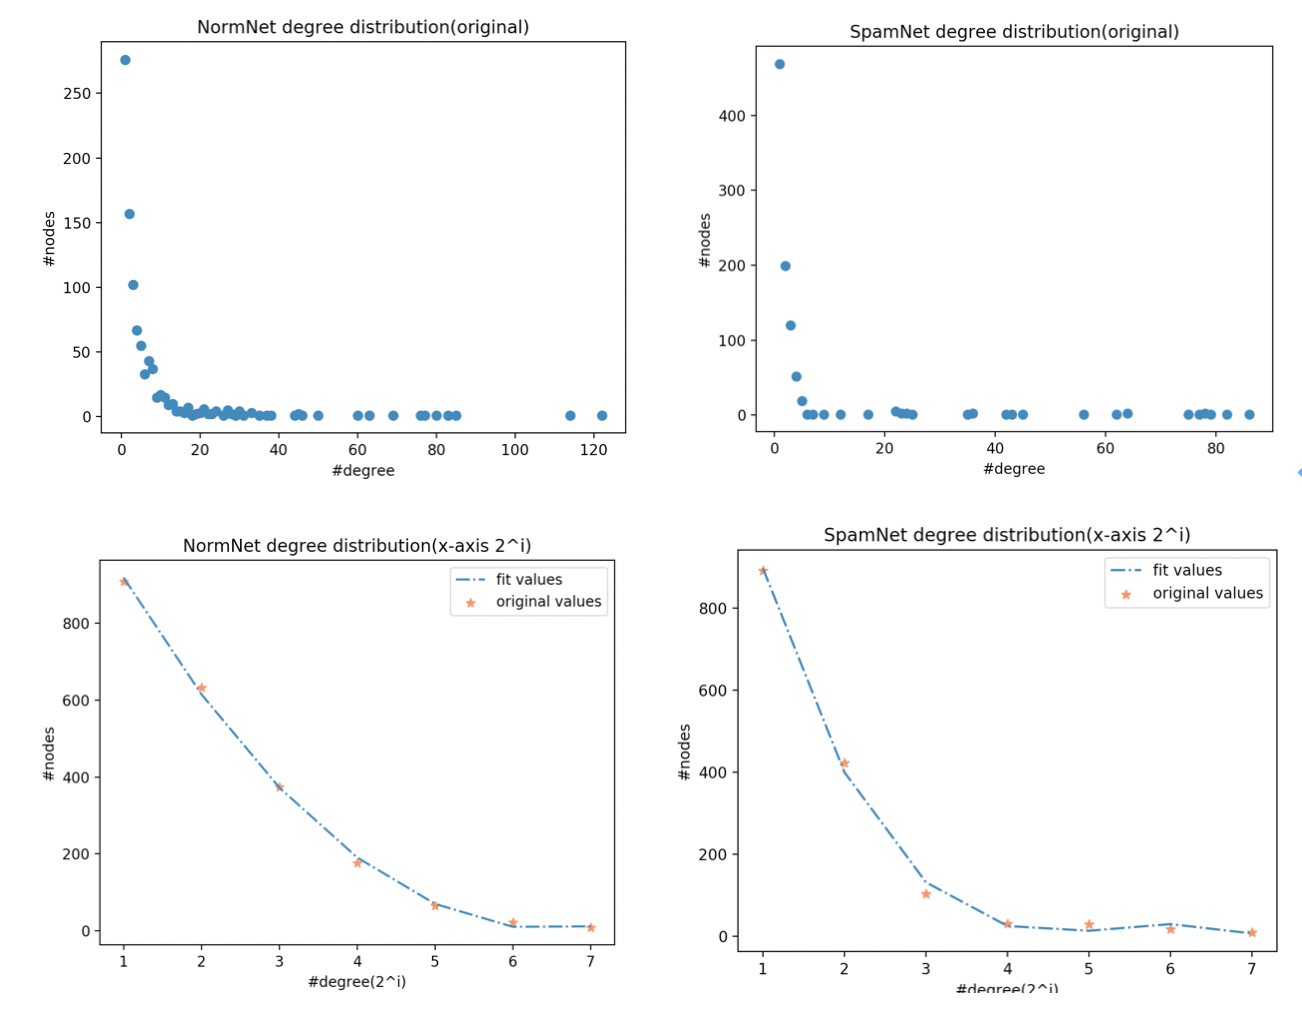 NormNet degree distribution(original)
250
200
150
100
50
0
#nodes
0 20 40 60 80 100 120
#degree
SpamNet degree distribution(original)
400
300
200
100
0
#nodes
0 20 40 60 80
#degree
NormNet degree distribution(x-axis 2^i)
fit values
original values
800
600
400
200
0
#nodes
1 2 3 4 5 6 7
#degree(2^i)
SpamNet degree distribution(x-axis 2^i)
fit values
original values
800
600
400
200
0
#nodes
1 2 3 4 5 6 7
#degree(2^i)